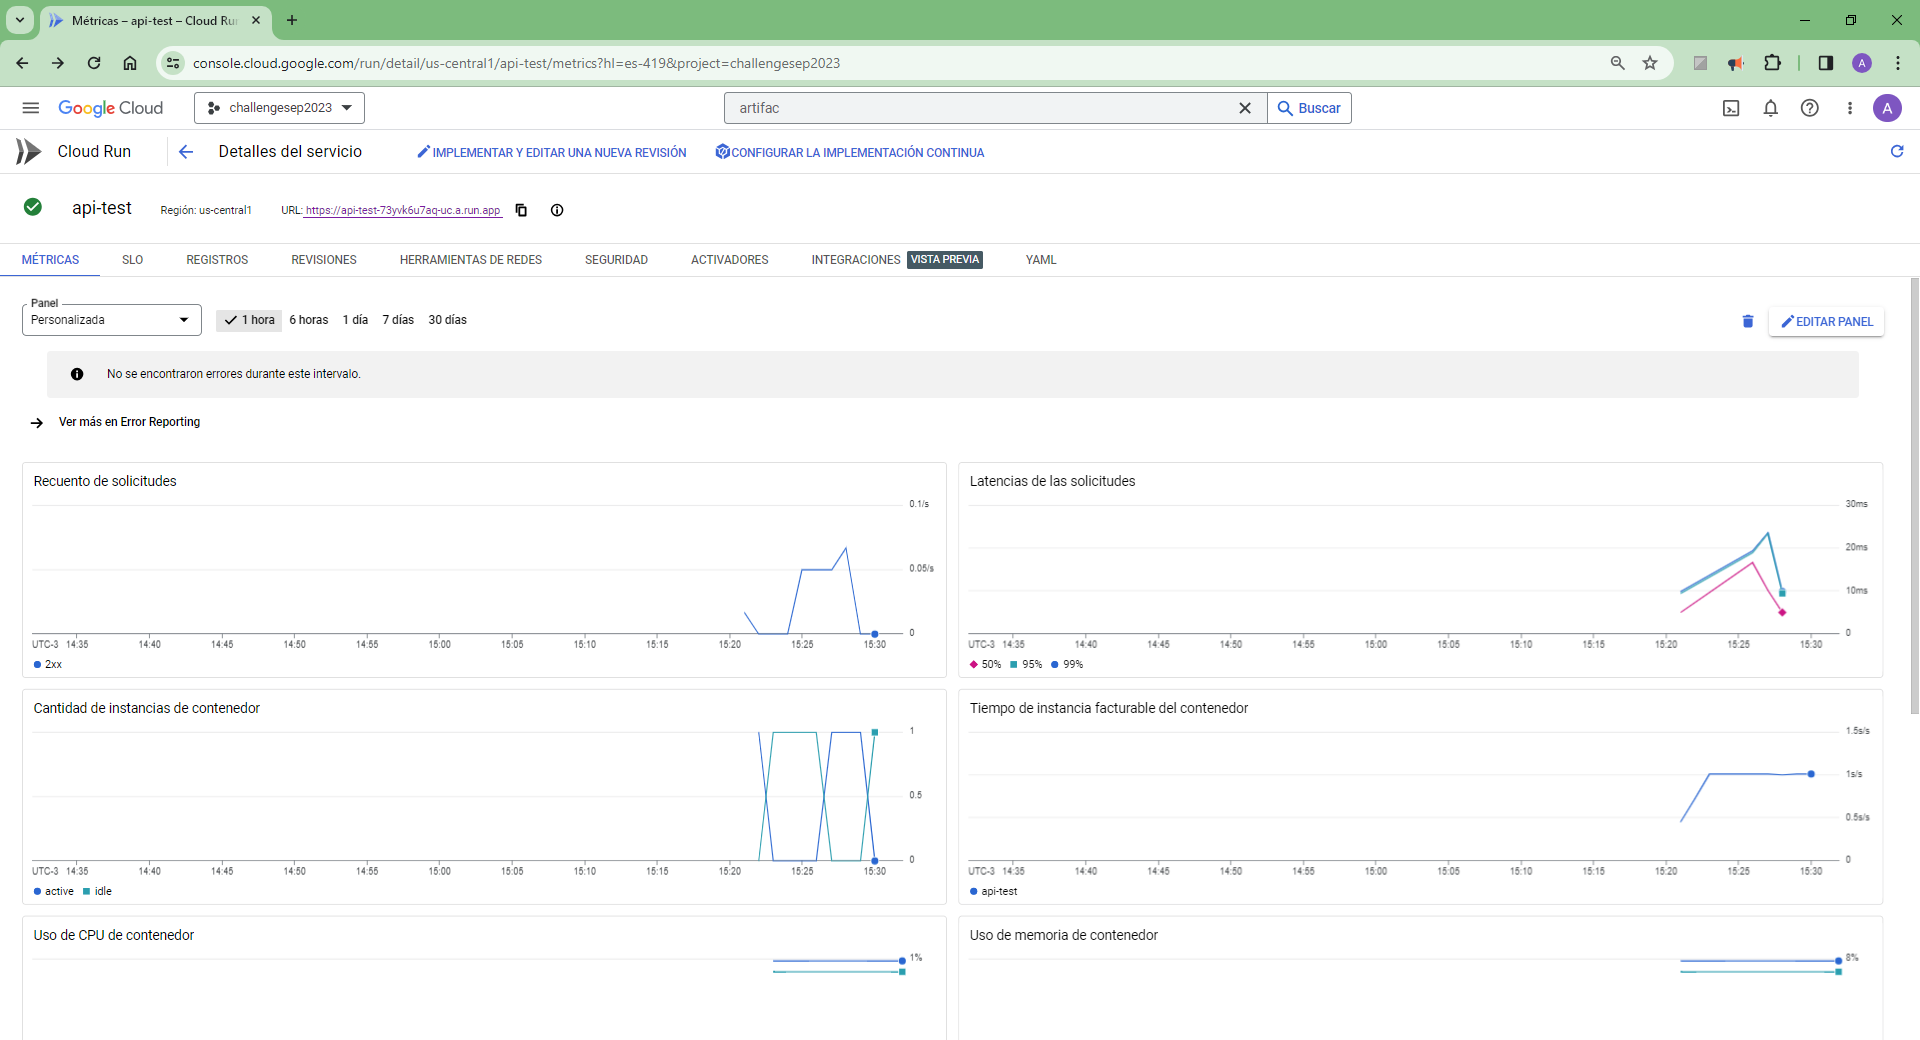 Métricas – api-test – Cloud Ru
console.cloud.google.com/run/detail/us-central1/api-test/metrics?hl=es-419&project=challengesep2023
A
Google Cloud
challengesep2023
artifac
Buscar
A
Cloud Run
Detalles del servicio
IMPLEMENTAR Y EDITAR UNA NUEVA REVISIÓN
CONFIGURAR LA IMPLEMENTACIÓN CONTINUA
api-test
Región: us-central1
URL: https://api-test-73yvk6u7aq-uc.a.run.app
MÉTRICAS
SLO
REGISTROS
REVISIONES
HERRAMIENTAS DE REDES
SEGURIDAD
ACTIVADORES
INTEGRACIONES
VISTA PREVIA
YAML
Panel
Personalizada
1 hora
6 horas
1 día
7 días
30 días
EDITAR PANEL
No se encontraron errores durante este intervalo.
Ver más en Error Reporting
Recuento de solicitudes
0.1/s
0.05/s
0
UTC-3 14:35 14:40 14:45 14:50 14:55 15:00 15:05 15:10 15:15 15:20 15:25 15:30
2xx
Latencias de las solicitudes
30ms
20ms
10ms
0
UTC-3 14:35 14:40 14:45 14:50 14:55 15:00 15:05 15:10 15:15 15:20 15:25 15:30
50% 95% 99%
Cantidad de instancias de contenedor
1
0.5
0
UTC-3 14:35 14:40 14:45 14:50 14:55 15:00 15:05 15:10 15:15 15:20 15:25 15:30
active idle
Tiempo de instancia facturable del contenedor
1.5s/s
1s/s
0.5s/s
0
UTC-3 14:35 14:40 14:45 14:50 14:55 15:00 15:05 15:10 15:15 15:20 15:25 15:30
api-test
Uso de CPU de contenedor
1%
Uso de memoria de contenedor
8%